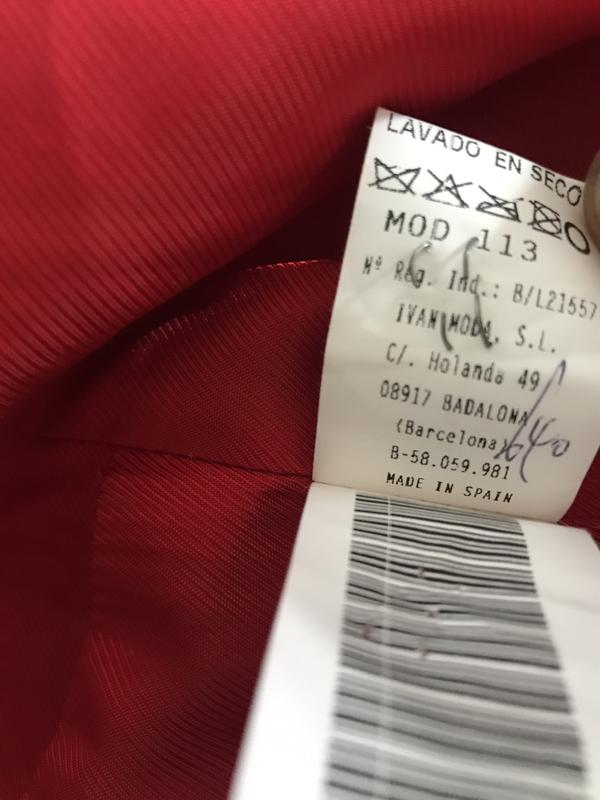 LAVADO EN SECO
MOD 113
Nº Reg. Ind.: B/L21557
IVAN MODA, S.L.
C/. Holanda 49
08917 BADALONA
(Barcelona)
B-58.059.981
MADE IN SPAIN